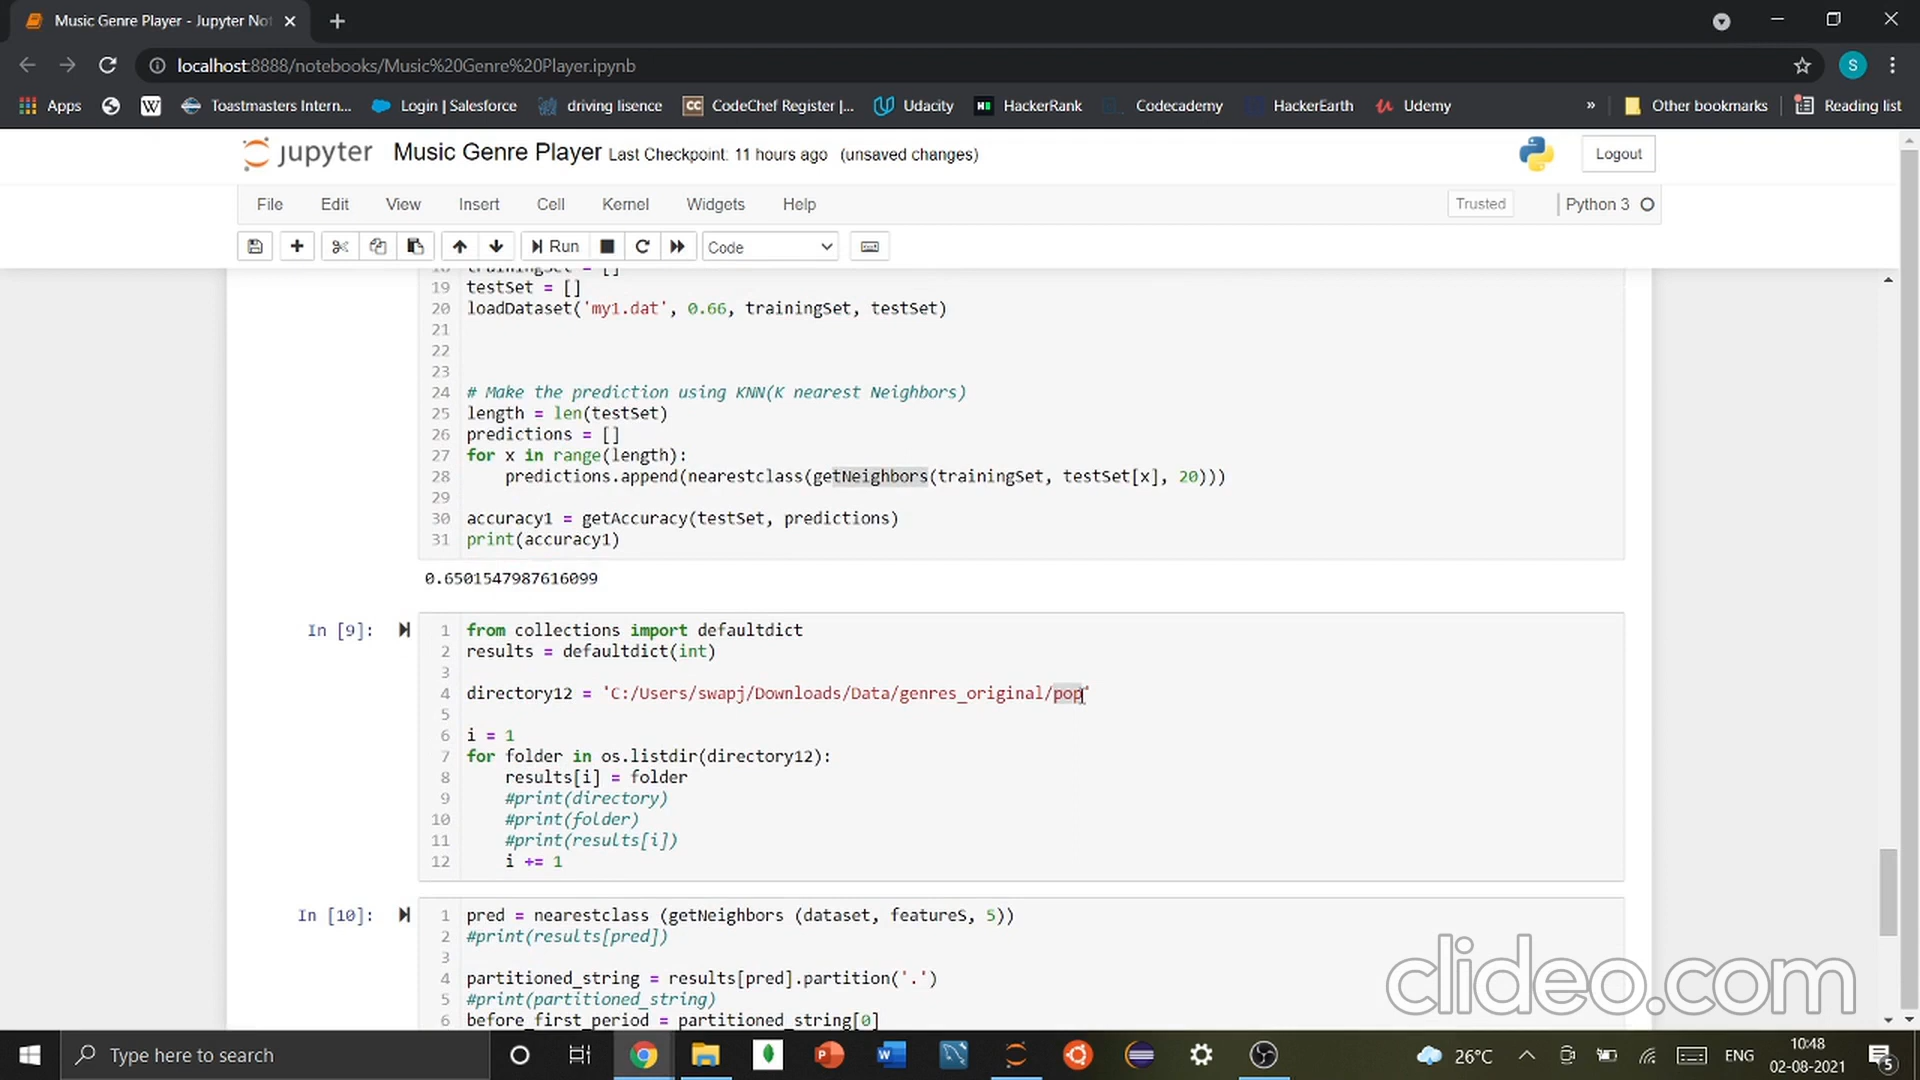 Music Genre Player - Jupyter Not
localhost:8888/notebooks/Music%20Genre%20Player.ipynb
S
Apps
Toastmasters Intern...
Login | Salesforce
driving lisence
CodeChef Register |...
Udacity
HackerRank
Codecademy
HackerEarth
Udemy
»
Other bookmarks
Reading list
jupyter Music Genre Player Last Checkpoint: 11 hours ago (unsaved changes)
Logout
File Edit View Insert Cell Kernel Widgets Help
Trusted
Python 3
Run
Code
18 trainingSet = []
19 testSet = []
20 loadDataset('my1.dat', 0.66, trainingSet, testSet)
21
22
23
24 # Make the prediction using KNN(K nearest Neighbors)
25 length = len(testSet)
26 predictions = []
27 for x in range(length):
28 predictions.append(nearestclass(getNeighbors(trainingSet, testSet[x], 20)))
29
30 accuracy1 = getAccuracy(testSet, predictions)
31 print(accuracy1)
0.6501547987616099
In [9]:
1 from collections import defaultdict
2 results = defaultdict(int)
3
4 directory12 = 'C:/Users/swapj/Downloads/Data/genres_original/pop'
5
6 i = 1
7 for folder in os.listdir(directory12):
8 results[i] = folder
9 #print(directory)
10 #print(folder)
11 #print(results[i])
12 i += 1
In [10]:
1 pred = nearestclass (getNeighbors (dataset, featureS, 5))
2 #print(results[pred])
3
4 partitioned_string = results[pred].partition('.')
5 #print(partitioned_string)
6 before_first_period = partitioned_string[0]
clideo.com
Type here to search
26°C
ENG
10:48
02-08-2021
5